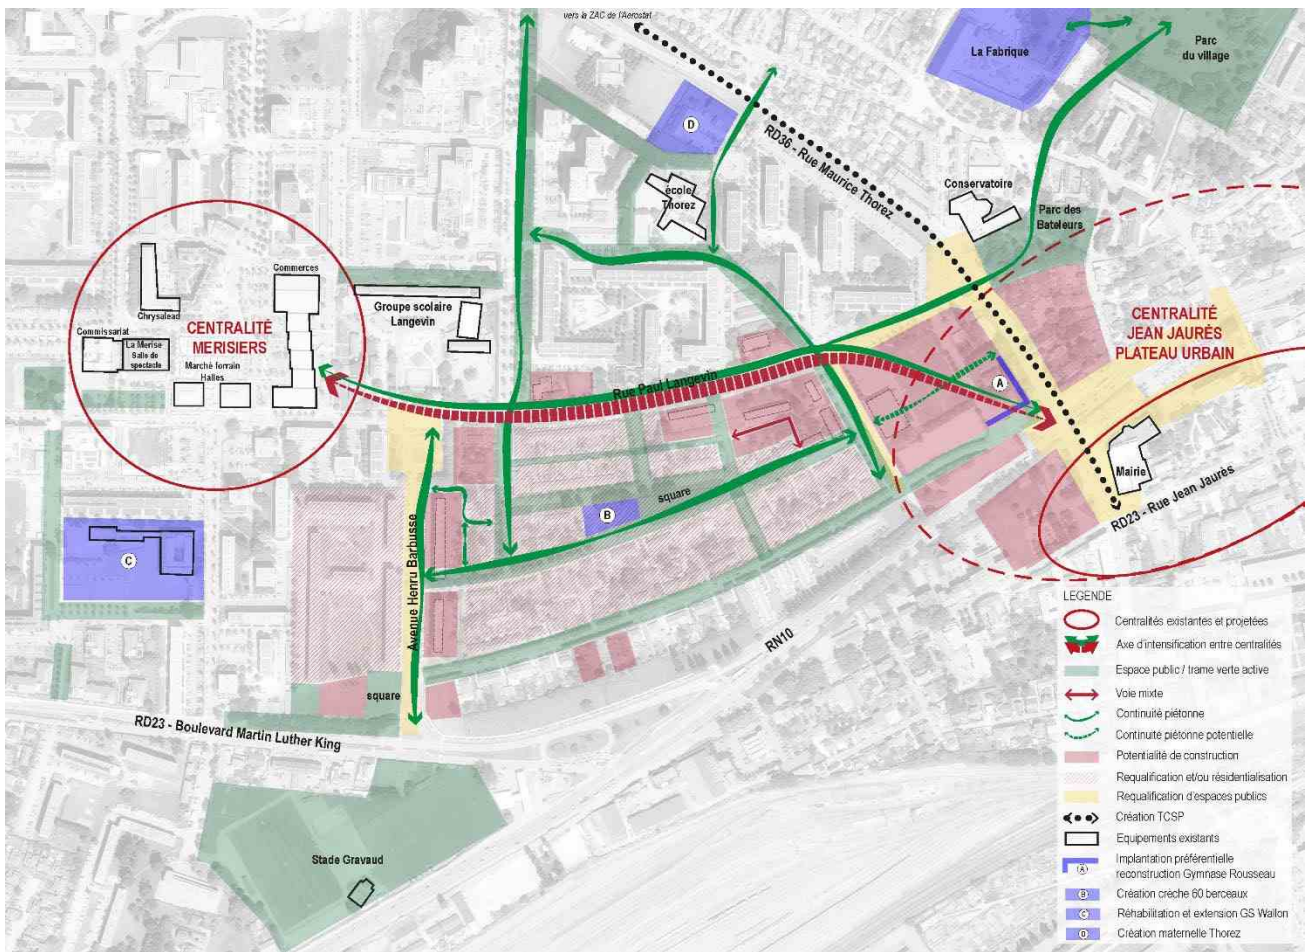 vers la ZAC de l'Aerostat
La Fabrique
Parc
du village
D
RD36 - Rue Maurice Thorez
école
Thorez
Conservatoire
Parc des
Bateleurs
Commerces
Chrysalead
Groupe scolaire
Langevin
CENTRALITÉ
MERISIERS
Commissariat
La Merise
Salle de
spectacle
Marché forrain
Halles
CENTRALITÉ
JEAN JAURÈS
PLATEAU URBAIN
Rue Paul Langevin
A
Mairie
RD23 - Rue Jean Jaurès
square
B
C
Avenue Henru Barbusse
RN10
square
RD23 - Boulevard Martin Luther King
Stade Gravaud
LEGENDE
Centralités existantes et projetées
Axe d'intensification entre centralités
Espace public / trame verte active
Voie mixte
Continuité piétonne
Continuité piétonne potentielle
Potentialité de construction
Requalification et/ou résidentialisation
Requalification d'espaces publics
Création TCSP
Equipements existants
A
Implantation préférentielle
reconstruction Gymnase Rousseau
B
Création crèche 60 berceaux
C
Réhabilitation et extension GS Wallon
D
Création maternelle Thorez